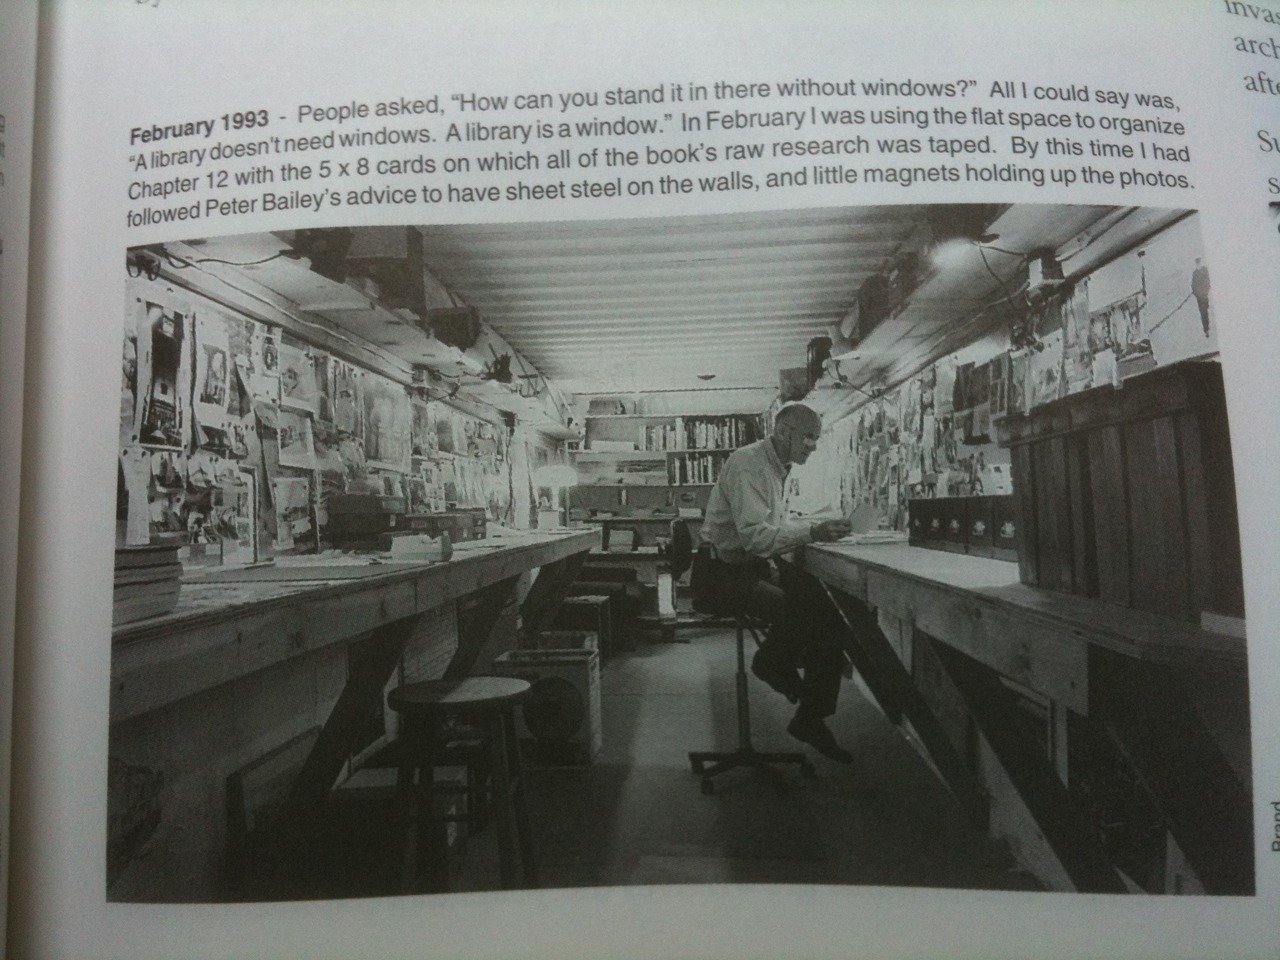 February 1993 - People asked, “How can you stand it in there without windows?” All I could say was,
“A library doesn't need windows. A library is a window.” In February I was using the flat space to organize
Chapter 12 with the 5 x 8 cards on which all of the book's raw research was taped. By this time I had
followed Peter Bailey's advice to have sheet steel on the walls, and little magnets holding up the photos.
invas
arch
afte
Su
s
Brand